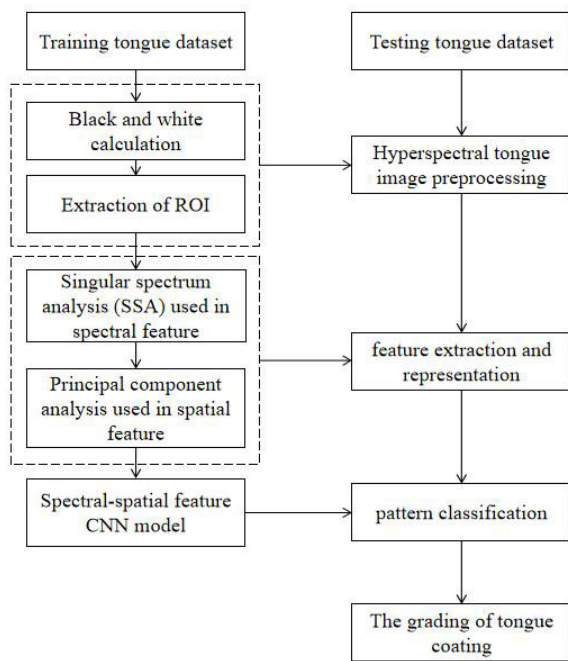 Training tongue dataset
Black and white
calculation
Extraction of ROI
Singular spectrum
analysis (SSA) used in
spectral feature
Principal component
analysis used in spatial
feature
Spectral-spatial feature
CNN model
Testing tongue dataset
Hyperspectral tongue
image preprocessing
feature extraction and
representation
pattern classification
The grading of tongue
coating